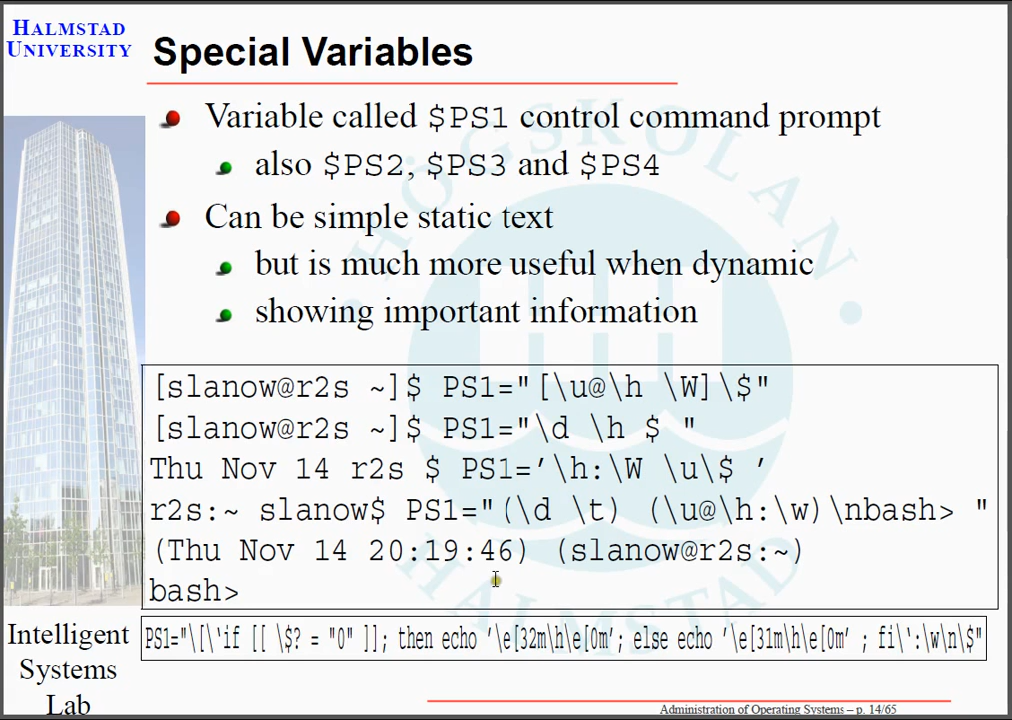 HALMSTAD
UNIVERSITY
Special Variables
Variable called $PS1 control command prompt
also $PS2, $PS3 and $PS4
Can be simple static text
but is much more useful when dynamic
showing important information
[slanow@r2s ~]$ PS1="[\u@\h \W]\$"
[slanow@r2s ~]$ PS1="\d \h $ "
Thu Nov 14 r2s $ PS1=’\h:\W \u\$ ’
r2s:~ slanow$ PS1="(\d \t) (\u@\h:\w)\nbash> "
(Thu Nov 14 20:19:46) (slanow@r2s:~)
bash>
PS1="\[\‘if [[ \$? = "0" ]]; then echo ’\e[32m\h\e[0m’; else echo ’\e[31m\h\e[0m’ ; fi\‘:\w\n\$"
Intelligent
Systems
Lab
Administration of Operating Systems – p. 14/65
HÖGSKOLAN
HALMSTAD